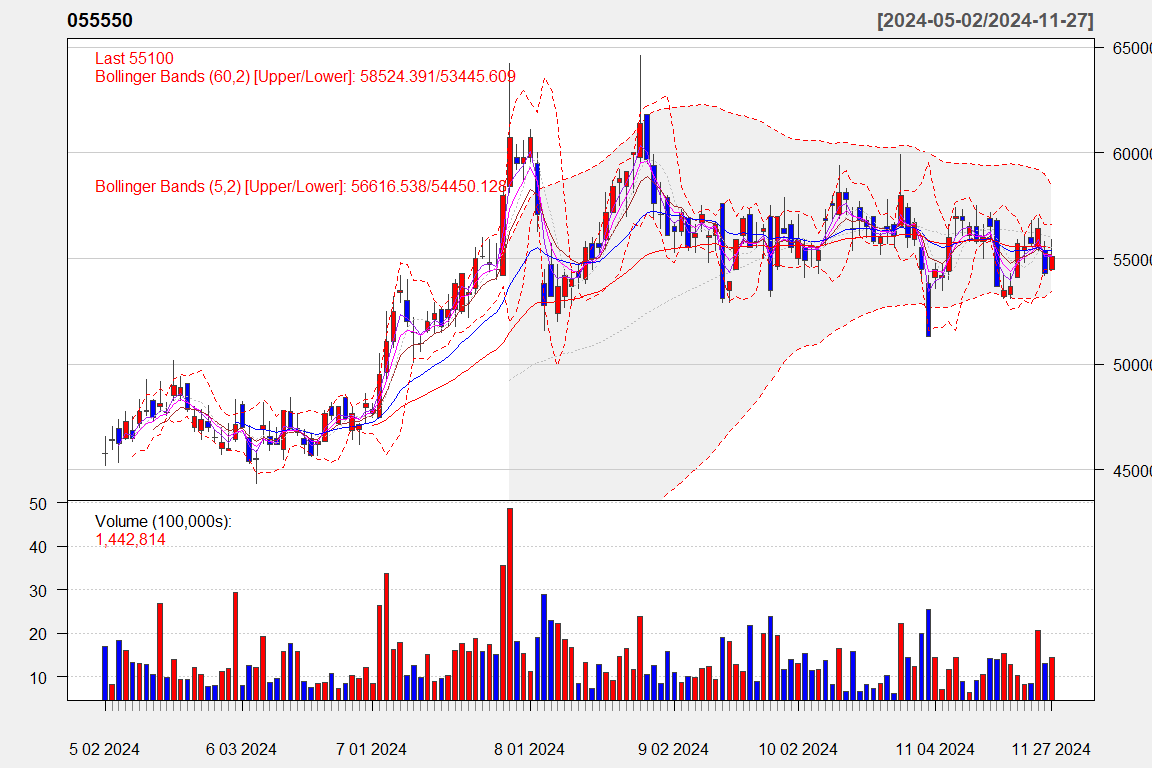 055550
[2024-05-02/2024-11-27]
Last 55100
Bollinger Bands (60,2) [Upper/Lower]: 58524.391/53445.609
Bollinger Bands (5,2) [Upper/Lower]: 56616.538/54450.128
65000
60000
55000
50000
45000
Volume (100,000s):
1,442,814
50
40
30
20
10
5 02 2024
6 03 2024
7 01 2024
8 01 2024
9 02 2024
10 02 2024
11 04 2024
11 27 2024